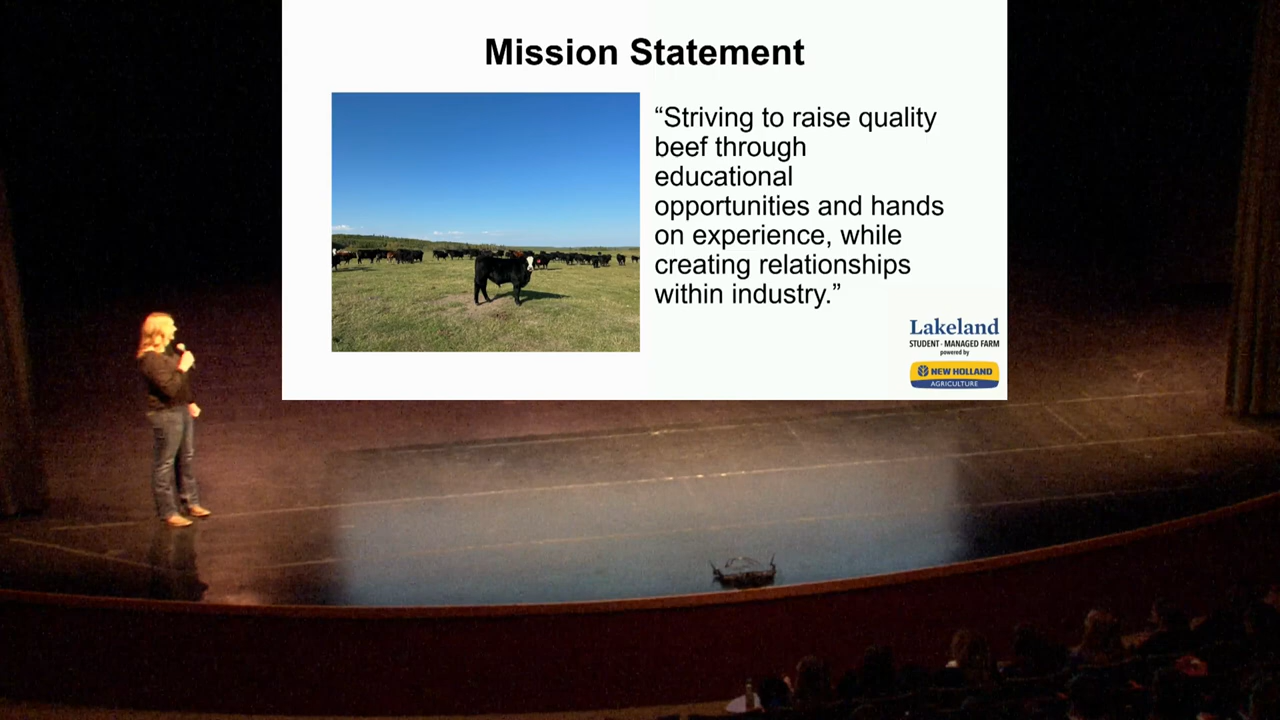 Mission Statement
“Striving to raise quality
beef through
educational
opportunities and hands
on experience, while
creating relationships
within industry.”
Lakeland
STUDENT-MANAGED FARM
powered by
NEW HOLLAND
AGRICULTURE